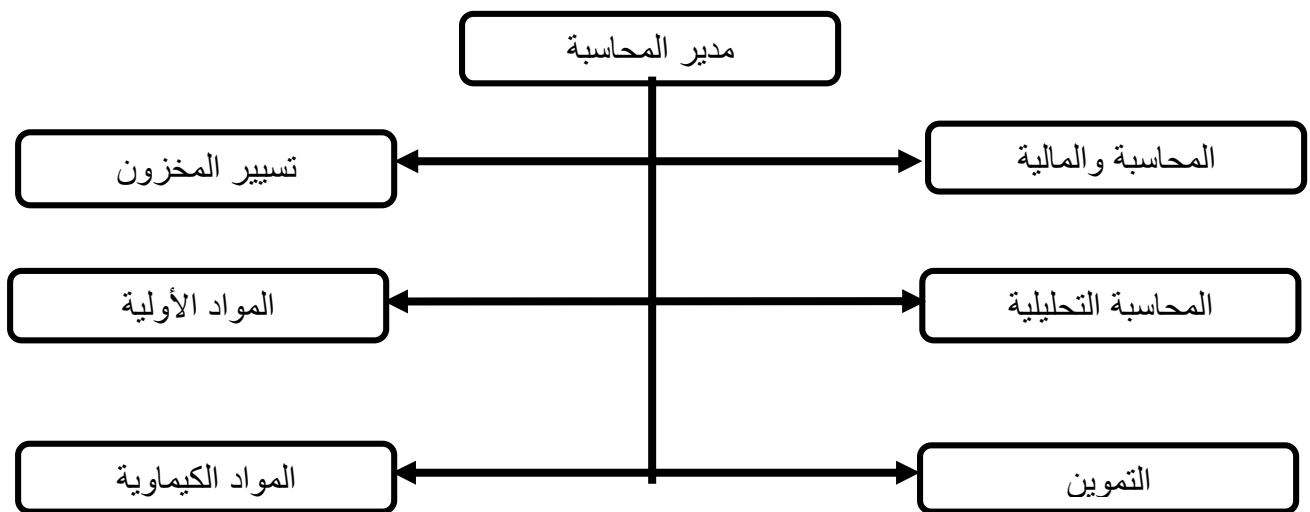 مدير المحاسبة
المحاسبة والمالية
تسيير المخزون
المحاسبة التحليلية
المواد الأولية
التموين
المواد الكيماوية